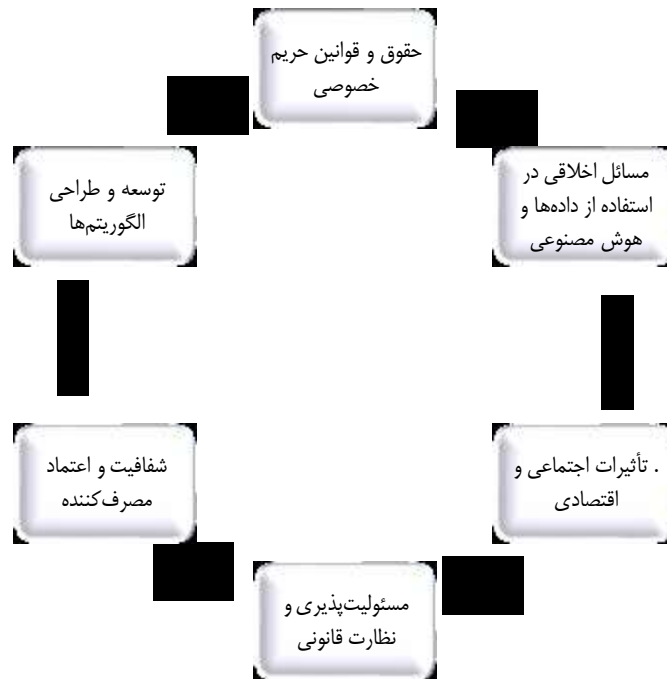 حقوق و قوانین حریم
خصوصی
مسائل اخلاقی در
استفاده از داده‌ها و
هوش مصنوعی
. تأثیرات اجتماعی و
اقتصادی
مسئولیت‌پذیری و
نظارت قانونی
شفافیت و اعتماد
مصرف‌کننده
توسعه و طراحی
الگوریتم‌ها